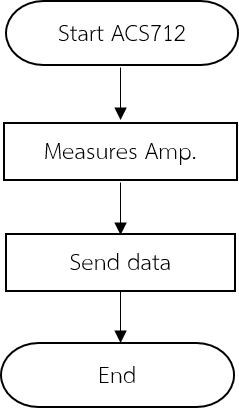 Start ACS712
Measures Amp.
Send data
End